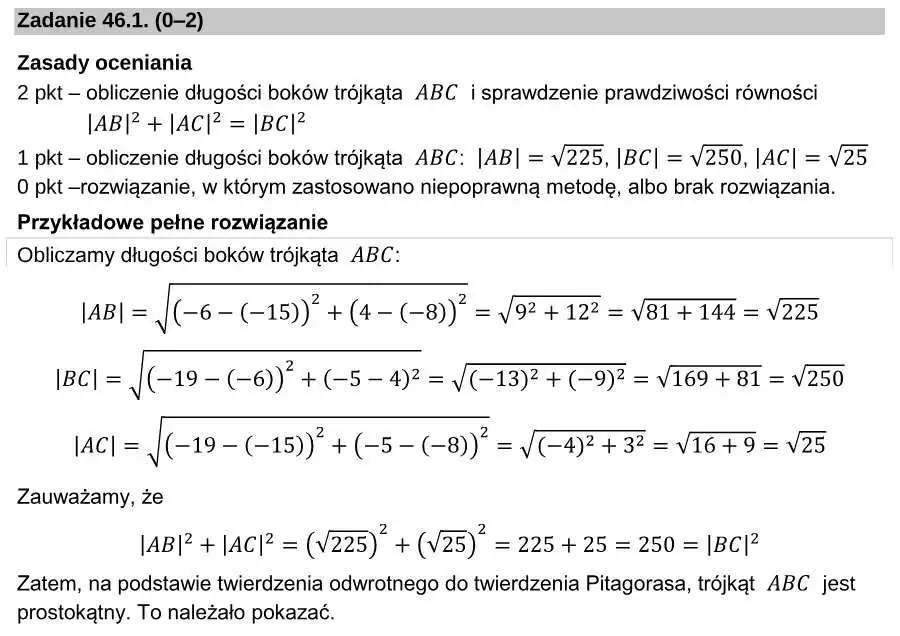 Zadanie 46.1. (0–2)
Zasady oceniania
2 pkt – obliczenie długości boków trójkąta ABC i sprawdzenie prawdziwości równości
|AB|² + |AC|² = |BC|²
1 pkt – obliczenie długości boków trójkąta ABC: |AB| = √225, |BC| = √250, |AC| = √25
0 pkt –rozwiązanie, w którym zastosowano niepoprawną metodę, albo brak rozwiązania.
Przykładowe pełne rozwiązanie
Obliczamy długości boków trójkąta ABC:
|AB| = √((−6 − (−15))² + (4 − (−8))²) = √(9² + 12²) = √(81 + 144) = √225
|BC| = √((−19 − (−6))² + (−5 − 4)²) = √((−13)² + (−9)²) = √(169 + 81) = √250
|AC| = √((−19 − (−15))² + (−5 − (−8))²) = √((−4)² + 3²) = √(16 + 9) = √25
Zauważamy, że
|AB|² + |AC|² = (√225)² + (√25)² = 225 + 25 = 250 = |BC|²
Zatem, na podstawie twierdzenia odwrotnego do twierdzenia Pitagorasa, trójkąt ABC jest
prostokątny. To należało pokazać.